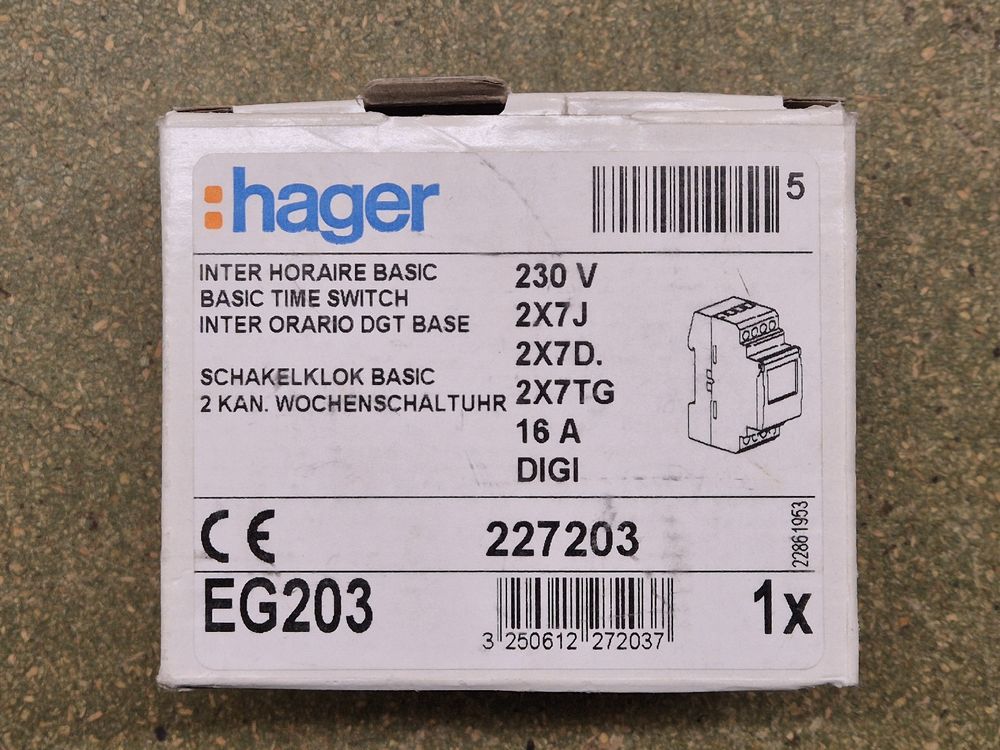 hager
5
INTER HORAIRE BASIC
BASIC TIME SWITCH
INTER ORARIO DGT BASE
SCHAKELKLOK BASIC
2 KAN. WOCHENSCHALTUHR
230 V
2X7J
2X7D.
2X7TG
16 A
DIGI
CE
227203
22861953
EG203
3 250612 272037
1x